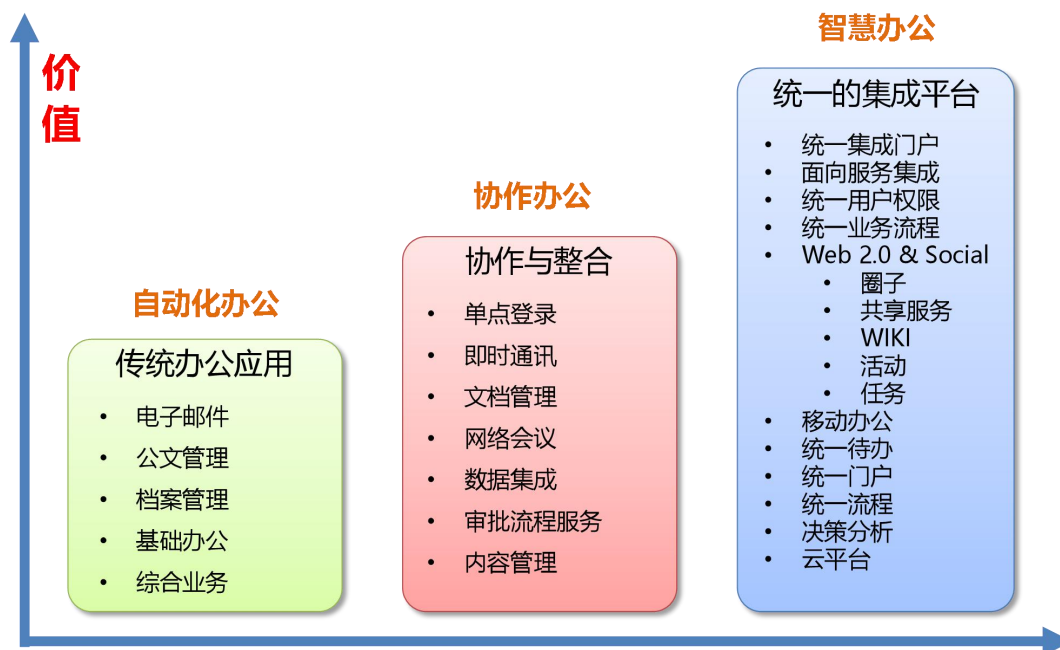 价
值
自动化办公
传统办公应用
• 电子邮件
• 公文管理
• 档案管理
• 基础办公
• 综合业务
协作办公
协作与整合
• 单点登录
• 即时通讯
• 文档管理
• 网络会议
• 数据集成
• 审批流程服务
• 内容管理
智慧办公
统一的集成平台
• 统一集成门户
• 面向服务集成
• 统一用户权限
• 统一业务流程
• Web 2.0 & Social
• 圈子
• 共享服务
• WIKI
• 活动
• 任务
• 移动办公
• 统一待办
• 统一门户
• 统一流程
• 决策分析
• 云平台